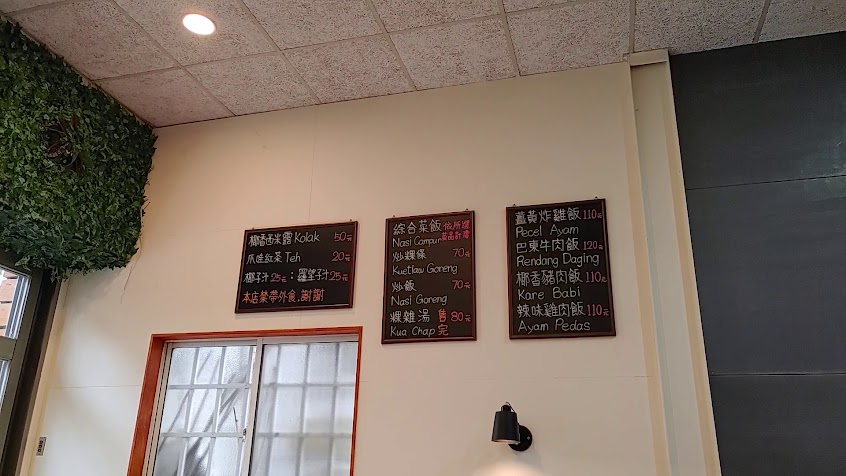 椰香西米露 Kolak 50元
爪哇紅茶 Teh 20元
椰子汁25元；羅望子汁25元
本店禁帶外食,謝謝
綜合菜飯 依所選
Nasi Campur 菜品計價
炒粿條 70元
Kuetiaw Goreng
炒飯 70元
Nasi Goreng
粿雜湯 售 80元
Kua Chap 完
薑黃炸雞飯 110元
Pecel Ayam
巴東牛肉飯 120元
Rendang Daging
椰香豬肉飯 110元
Kare Babi
辣味雞肉飯 110元
Ayam Pedas